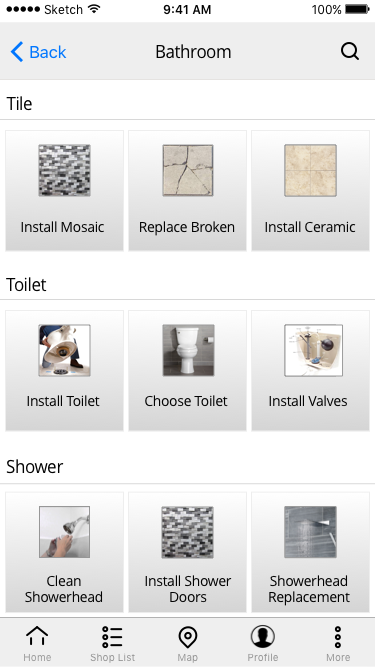 Sketch 9:41 AM 100%
Back Bathroom
Tile
Install Mosaic Replace Broken Install Ceramic
Toilet
Install Toilet Choose Toilet Install Valves
Shower
Clean Showerhead
Install Shower Doors
Showerhead Replacement
Home Shop List Map Profile More